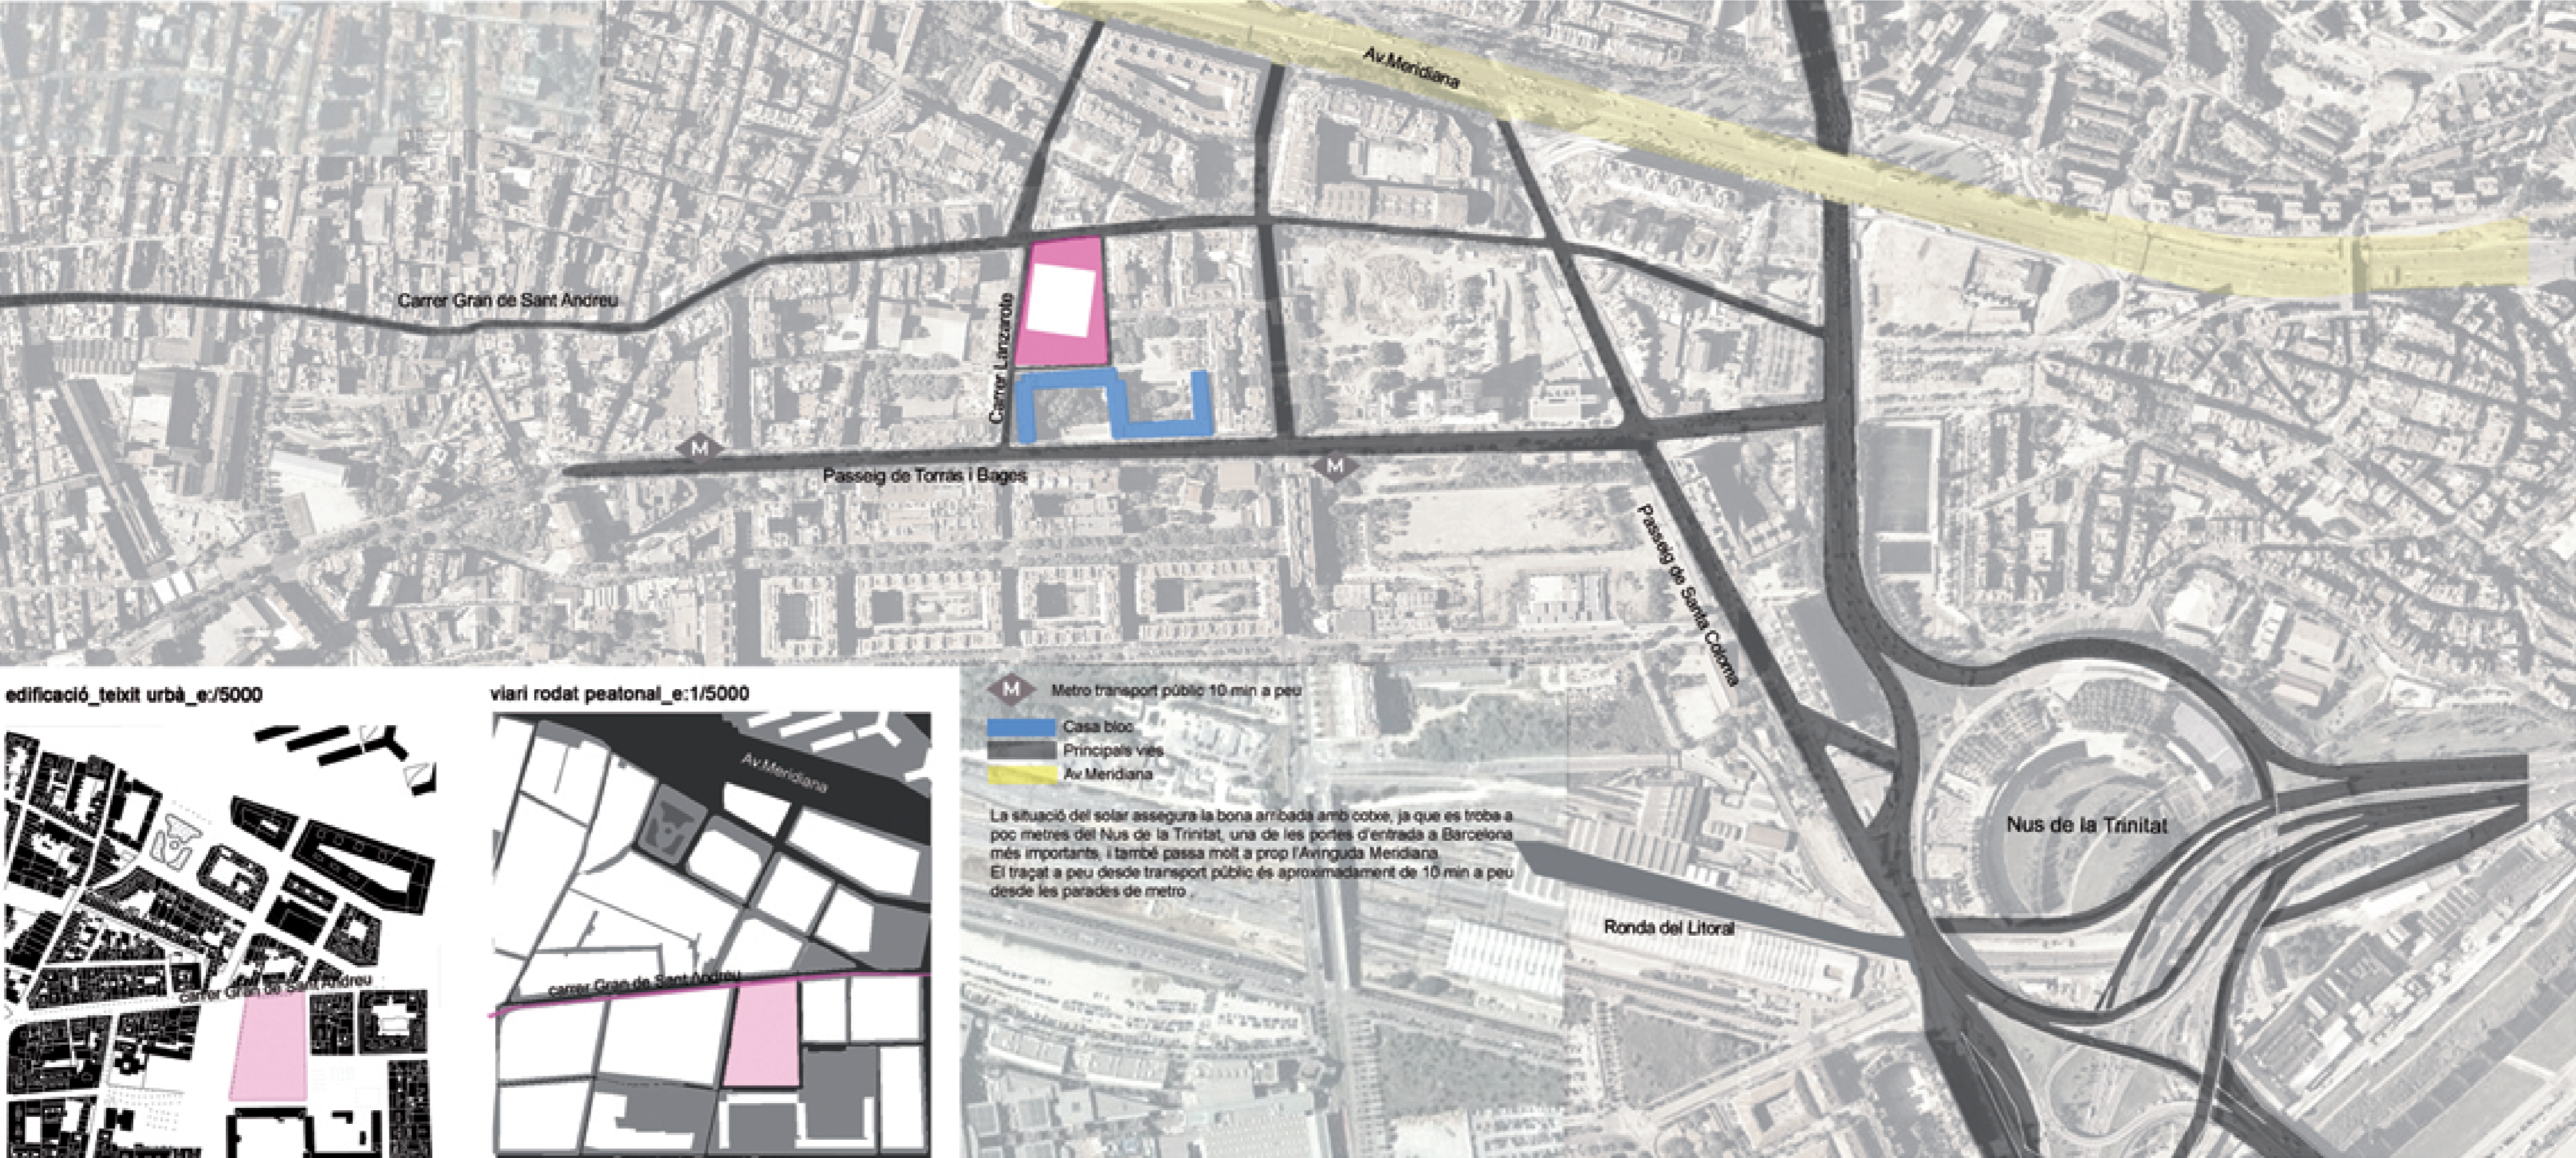 Av.Meridiana
Carrer Gran de Sant Andreu
Carrer Lanzarote
M
M
Passeig de Torras i Bages
Passeig de Santa Coloma
edificació_teixit urbà_e:/5000
carrer Gran de Sant Andreu
viari rodat peatonal_e:1/5000
Av.Meridiana
carrer Gran de Sant Andreu
M Metro transport públic 10 min a peu
Casa bloc
Principals vies
Av Meridiana
La situació del solar assegura la bona arribada amb cotxe, ja que es troba a
poc metres del Nus de la Trinitat, una de les portes d'entrada a Barcelona
més importants, i també passa molt a prop l'Avinguda Meridiana.
El traçat a peu desde transport públic és aproximadament de 10 min a peu
desde les parades de metro .
Nus de la Trinitat
Ronda del Litoral